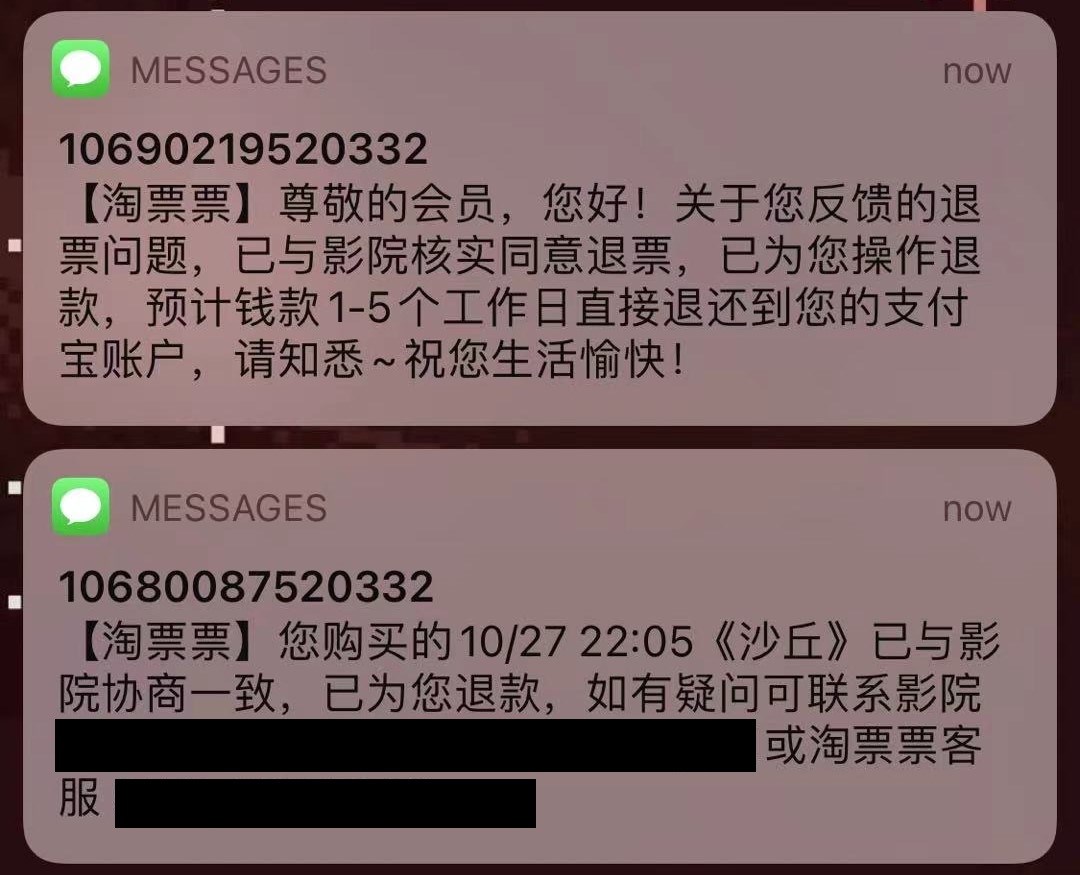 MESSAGES now
10690219520332
【淘票票】尊敬的会员，您好！关于您反馈的退
票问题，已与影院核实同意退票，已为您操作退
款，预计钱款1-5个工作日直接退还到您的支付
宝账户，请知悉~祝您生活愉快！
MESSAGES now
10680087520332
【淘票票】您购买的10/27 22:05《沙丘》已与影
院协商一致，已为您退款，如有疑问可联系影院
或淘票票客
服